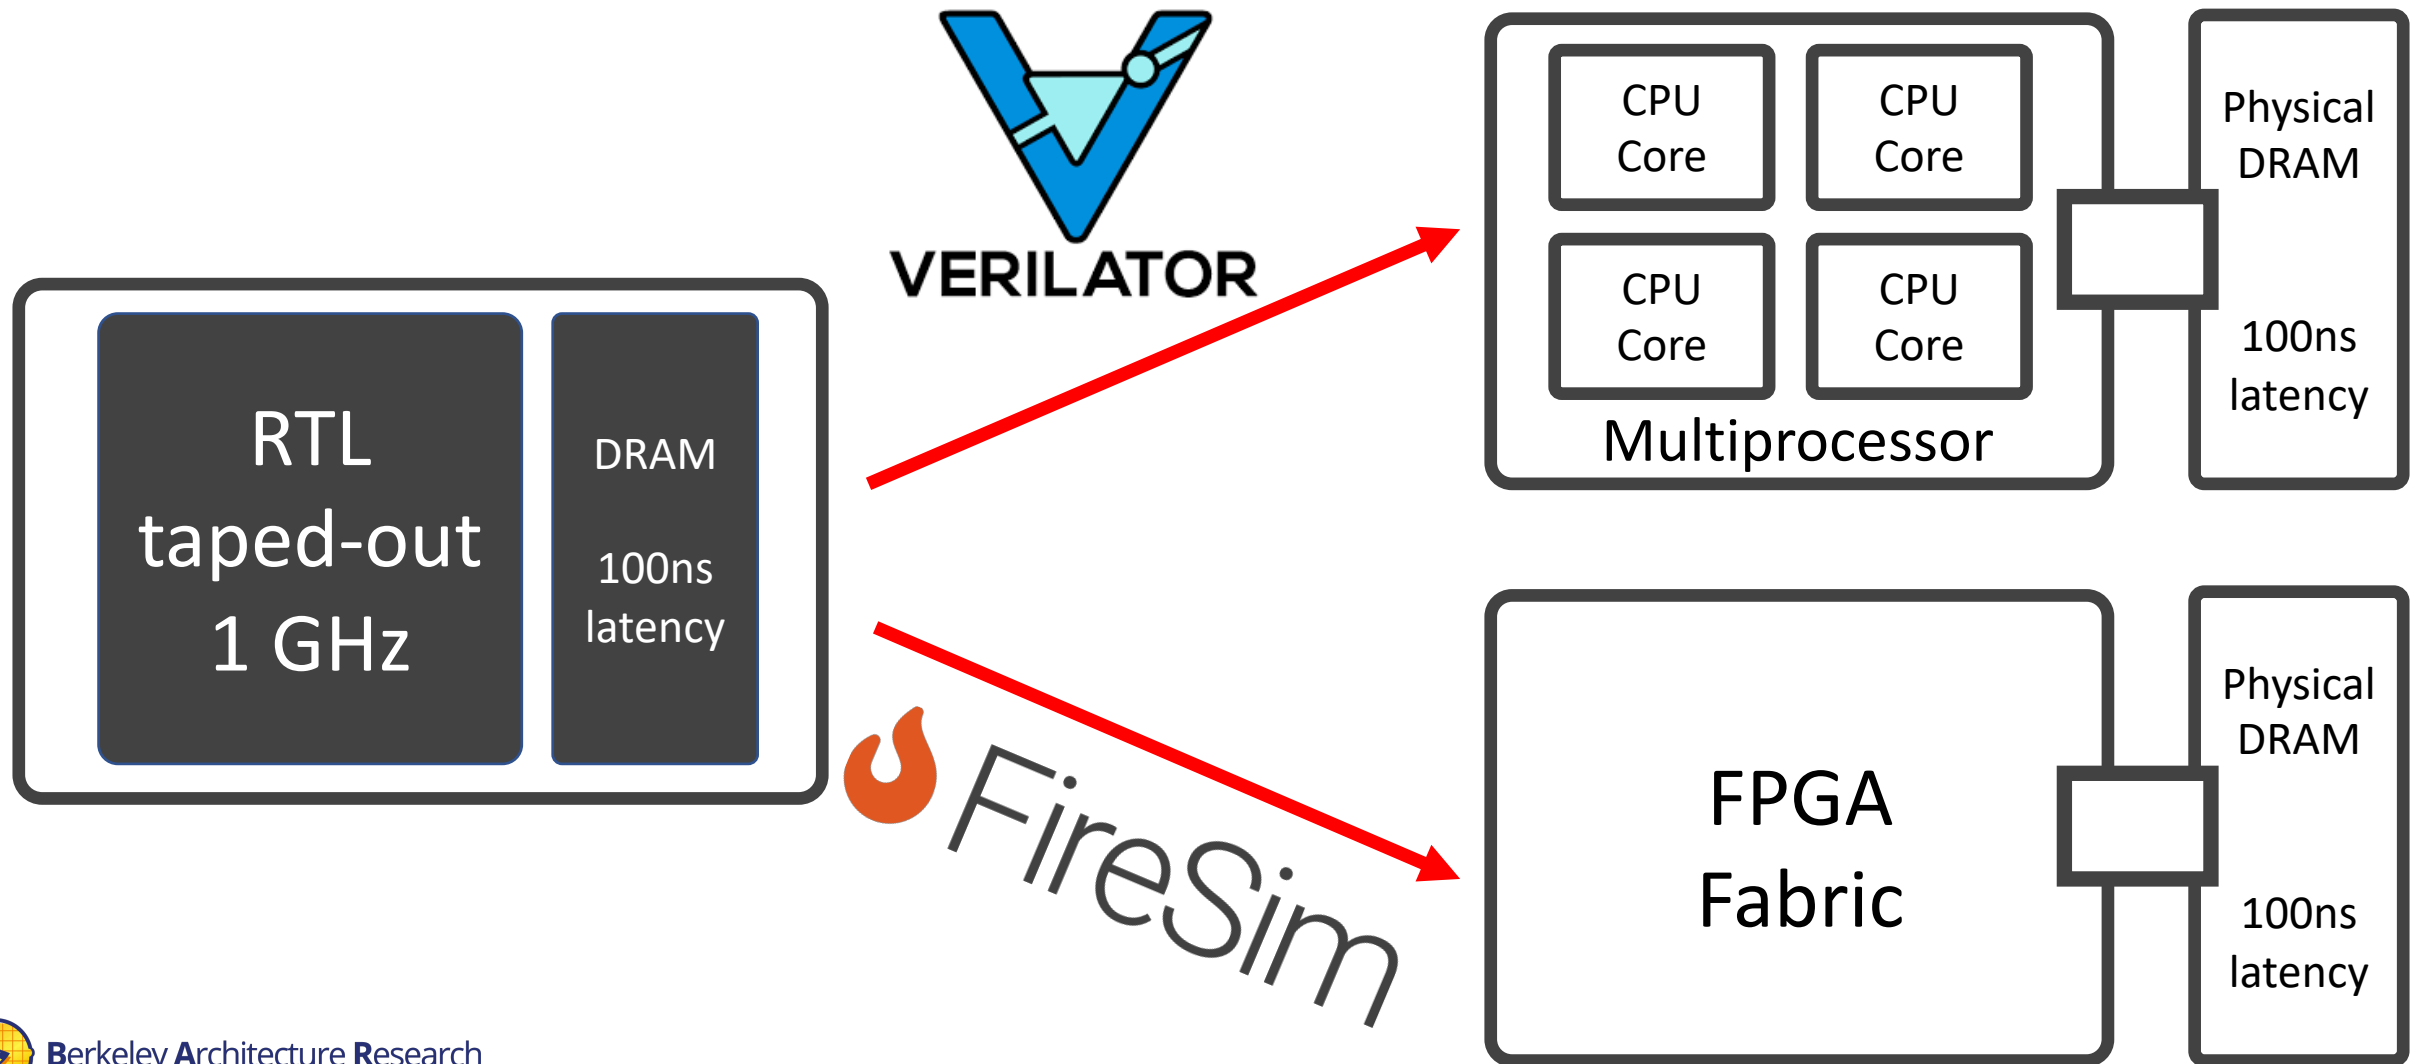 VERILATOR
RTL
taped-out
1 GHz
DRAM
100ns
latency
FireSim
CPU
Core
CPU
Core
CPU
Core
CPU
Core
Multiprocessor
Physical
DRAM
100ns
latency
FPGA
Fabric
Physical
DRAM
100ns
latency
Berkeley Architecture Research